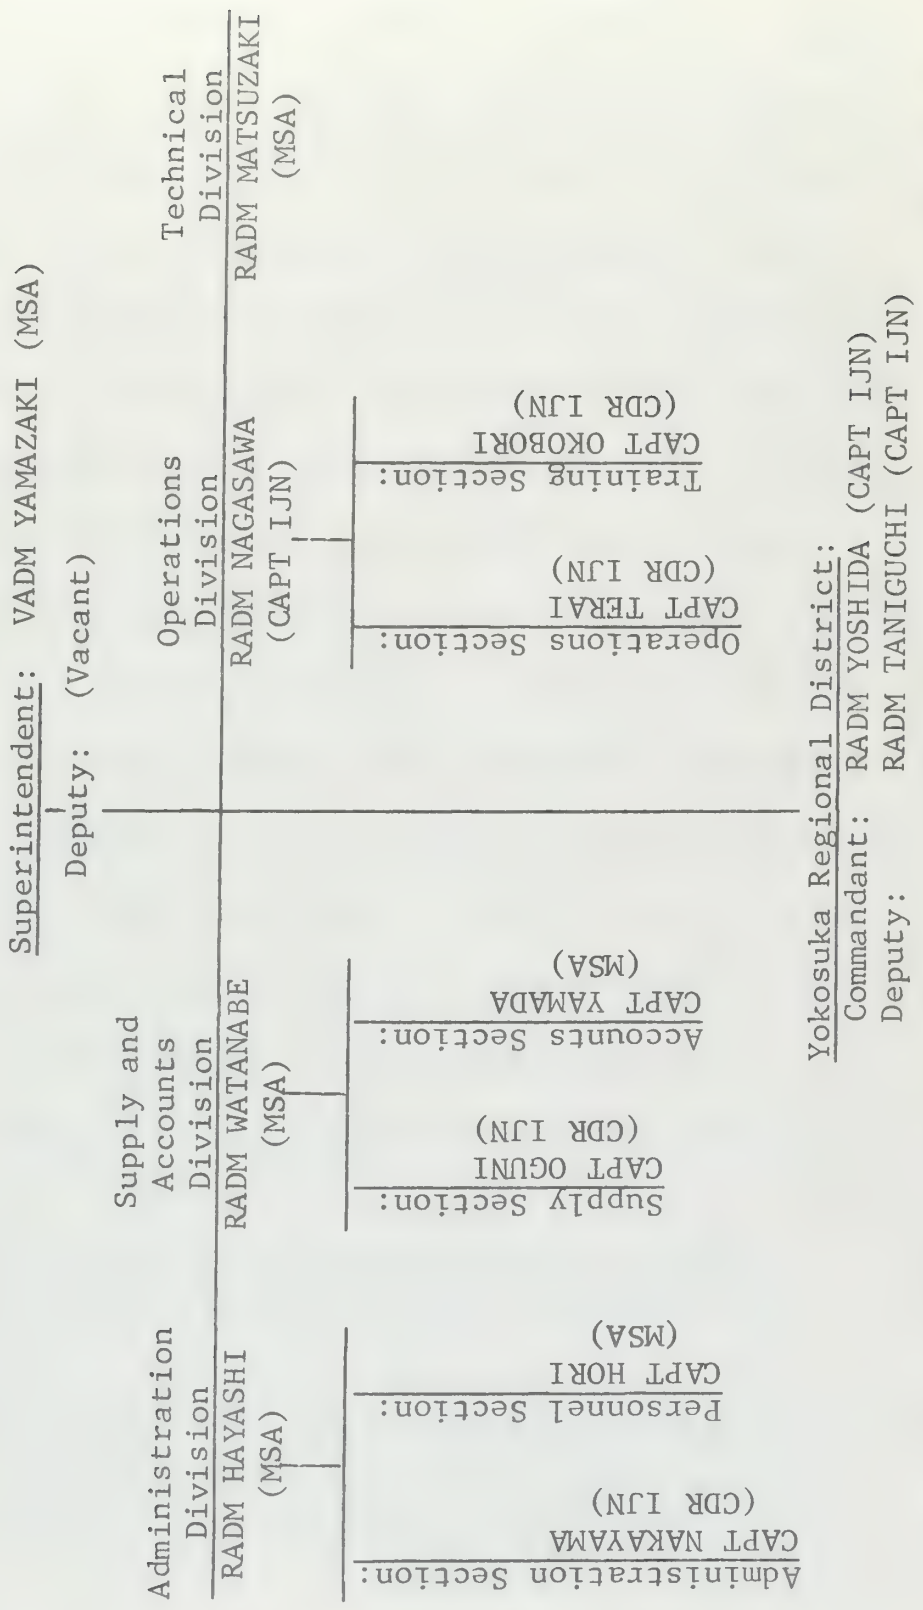 Superintendent: VADM YAMAZAKI (MSA)
Deputy: (Vacant)
Administration
Division
RADM HAYASHI
(MSA)
Supply and
Accounts
Division
RADM WATANABE
(MSA)
Operations
Division
RADM NAGASAWA
(CAPT IJN)
Technical
Division
RADM MATSUZAKI
(MSA)
Administration Section:
CAPT NAKAYAMA
(CDR IJN)
Personnel Section:
CAPT HORI
(MSA)
Supply Section:
CAPT OGUNI
(CDR IJN)
Accounts Section:
CAPT YAMADA
(MSA)
Operations Section:
CAPT TERAI
(CDR IJN)
Training Section:
CAPT OKOBORI
(CDR IJN)
Yokosuka Regional District:
Commandant: RADM YOSHIDA (CAPT IJN)
Deputy: RADM TANIGUCHI (CAPT IJN)